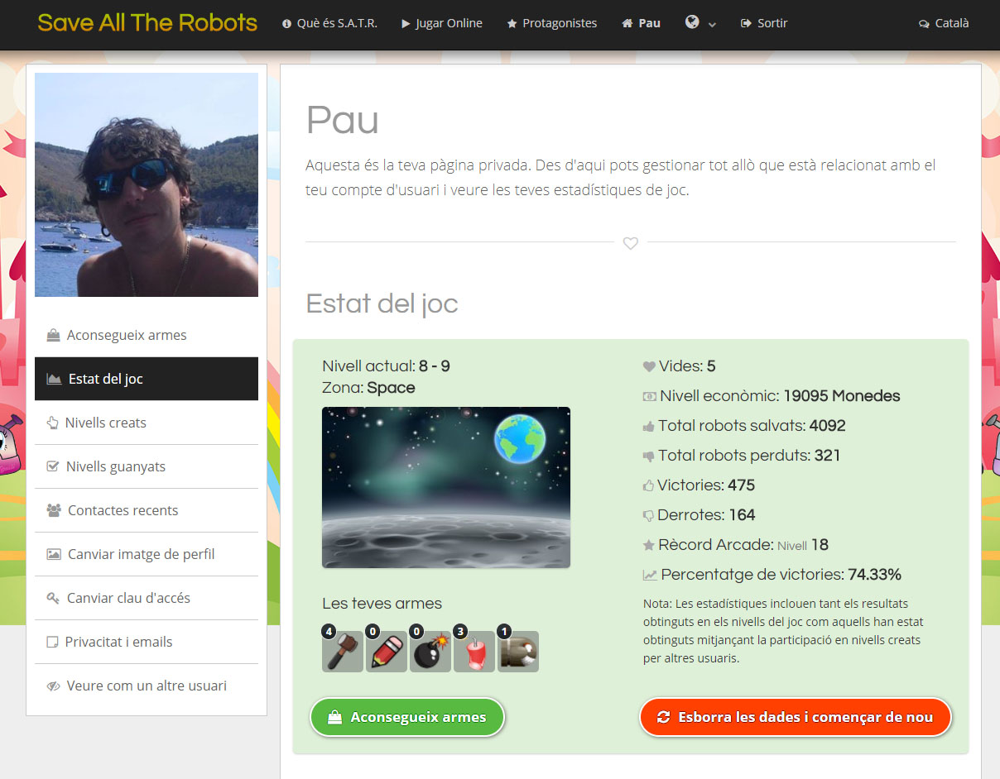 Save All The Robots
Què és S.A.T.R.
Jugar Online
Protagonistes
Pau
Sortir
Català
Aconsegueix armes
Estat del joc
Nivells creats
Nivells guanyats
Contactes recents
Canviar imatge de perfil
Canviar clau d'accés
Privacitat i emails
Veure com un altre usuari
Pau
Aquesta és la teva pàgina privada. Des d'aqui pots gestionar tot allò que està relacionat amb el
teu compte d'usuari i veure les teves estadístiques de joc.
Estat del joc
Nivell actual: 8 - 9
Zona: Space
Les teves armes
4 0 0 3 1
Aconsegueix armes
Vides: 5
Nivell econòmic: 19095 Monedes
Total robots salvats: 4092
Total robots perduts: 321
Victories: 475
Derrotes: 164
Rècord Arcade: Nivell 18
Percentatge de victories: 74.33%
Nota: Les estadístiques inclouen tant els resultats
obtinguts en els nivells del joc com aquells han estat
obtinguts mitjançant la participació en nivells creats
per altres usuaris.
Esborra les dades i començar de nou